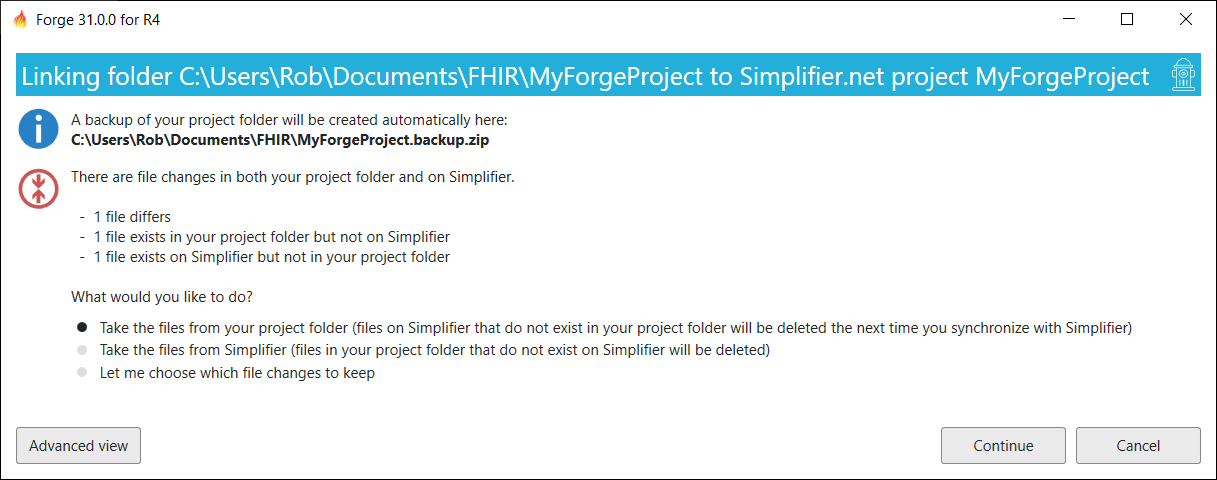 Forge 31.0.0 for R4
Linking folder C:\Users\Rob\Documents\FHIR\MyForgeProject to Simplifier.net project MyForgeProject
A backup of your project folder will be created automatically here:
C:\Users\Rob\Documents\FHIR\MyForgeProject.backup.zip
There are file changes in both your project folder and on Simplifier.
- 1 file differs
- 1 file exists in your project folder but not on Simplifier
- 1 file exists on Simplifier but not in your project folder
What would you like to do?
Take the files from your project folder (files on Simplifier that do not exist in your project folder will be deleted the next time you synchronize with Simplifier)
Take the files from Simplifier (files in your project folder that do not exist on Simplifier will be deleted)
Let me choose which file changes to keep
Advanced view
Continue
Cancel